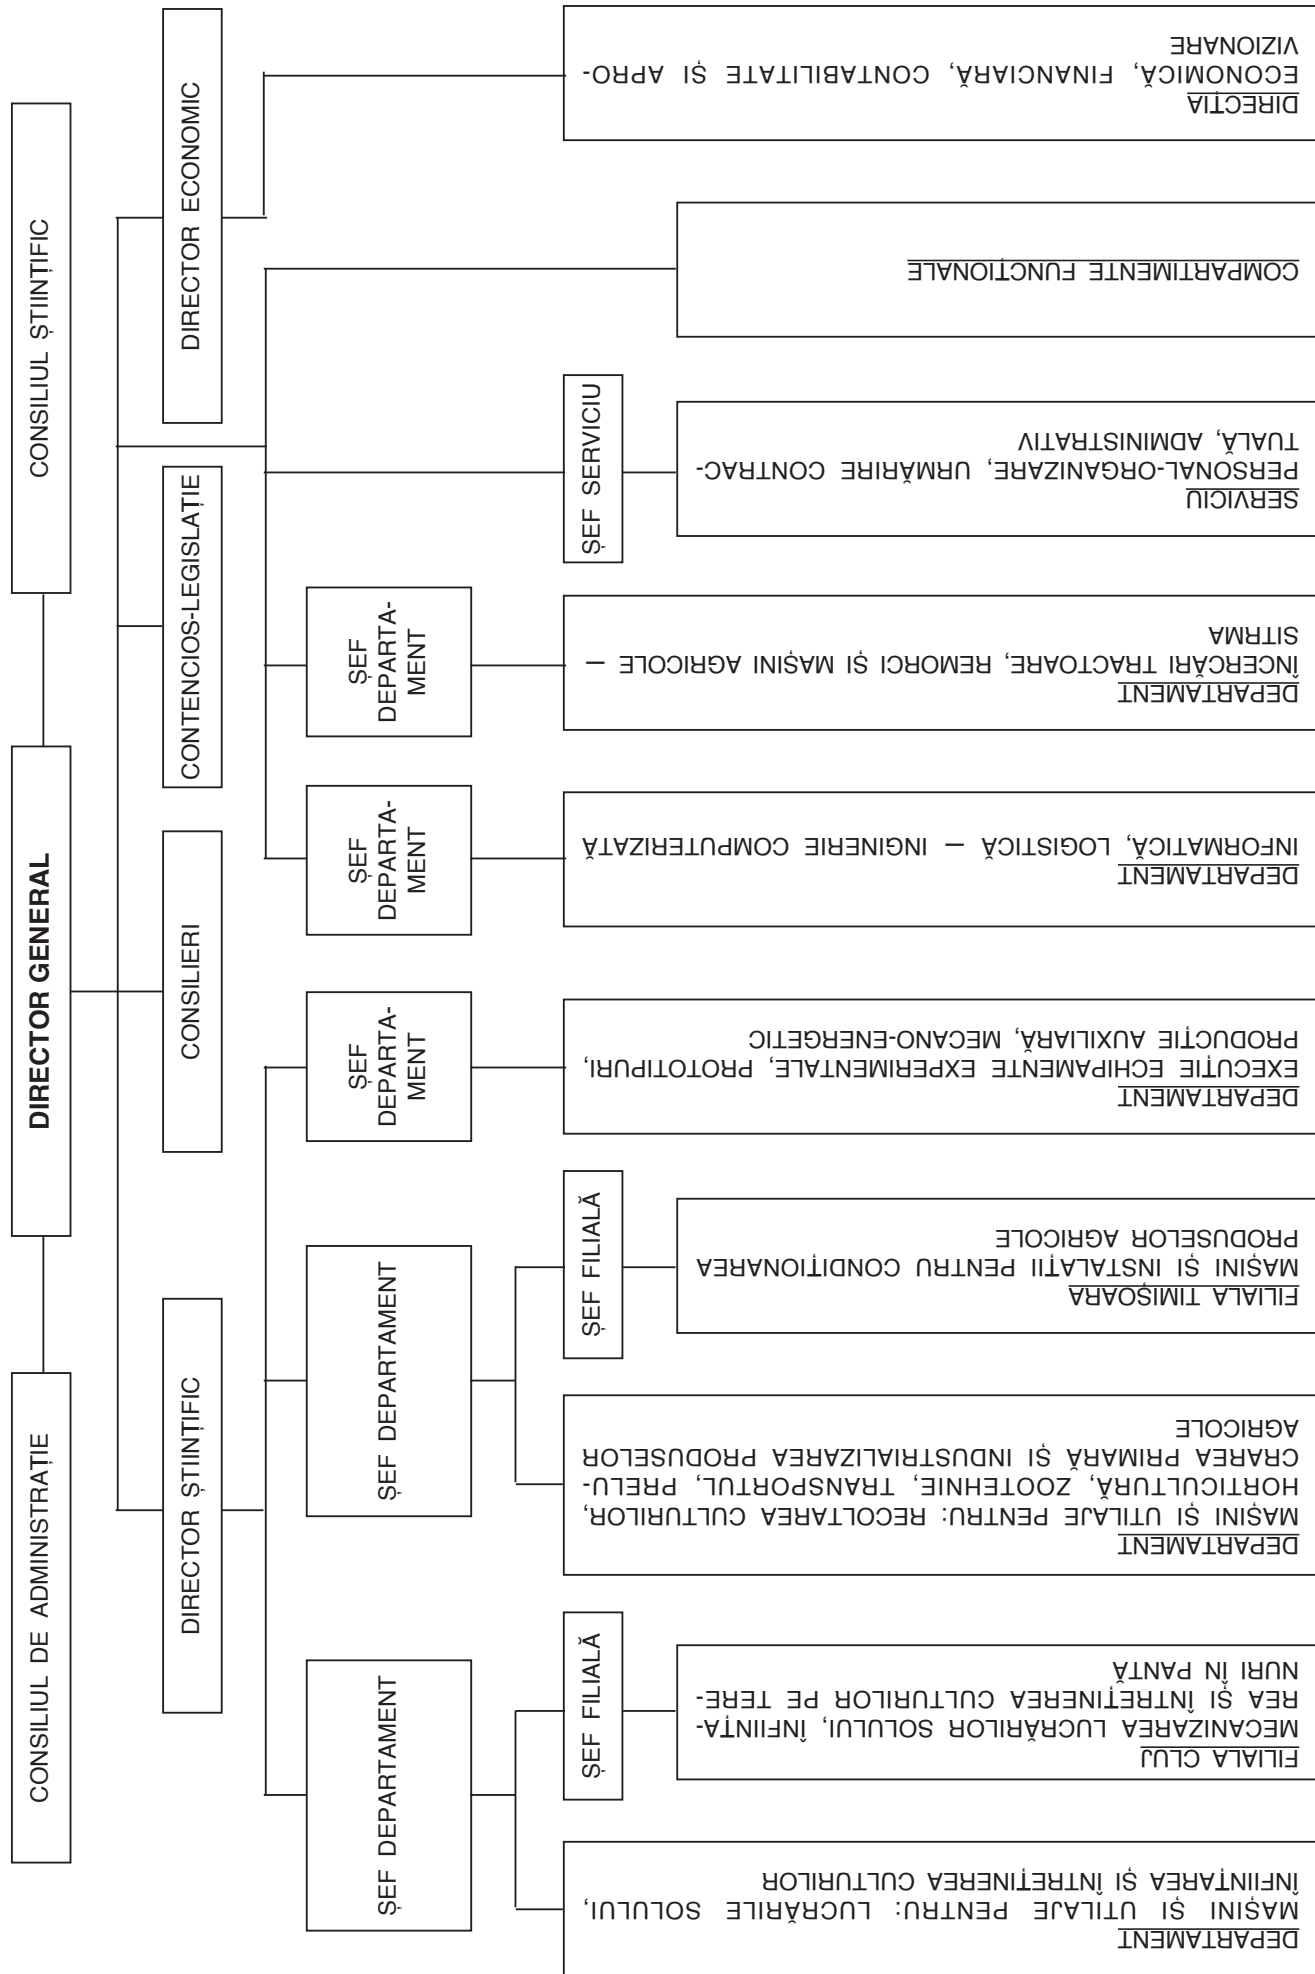 CONSILIUL DE ADMINISTRAȚIE
DIRECTOR GENERAL
CONSILIUL ȘTIINȚIFIC
DIRECTOR ȘTIINȚIFIC
CONSILIERI
CONTENCIOS-LEGISLAȚIE
DIRECTOR ECONOMIC
ȘEF DEPARTAMENT
ȘEF DEPARTAMENT
ȘEF
DEPARTA-
MENT
ȘEF
DEPARTA-
MENT
ȘEF
DEPARTA-
MENT
ȘEF FILIALĂ
ȘEF FILIALĂ
ȘEF SERVICIU
DEPARTAMENT
MAȘINI ȘI UTILAJE PENTRU: LUCRĂRILE SOLULUI,
ÎNFIINȚAREA ȘI ÎNTREȚINEREA CULTURILOR
FILIALA CLUJ
MECANIZAREA LUCRĂRILOR SOLULUI, ÎNFIINȚA-
REA ȘI ÎNTREȚINEREA CULTURILOR PE TERE-
NURI ÎN PANTĂ
DEPARTAMENT
MAȘINI ȘI UTILAJE PENTRU: RECOLTAREA CULTURILOR,
HORTICULTURĂ, ZOOTEHNIE, TRANSPORTUL, PRELU-
CRAREA PRIMARĂ ȘI INDUSTRIALIZAREA PRODUSELOR
AGRICOLE
FILIALA TIMIȘOARA
MAȘINI ȘI INSTALAȚII PENTRU CONDIȚIONAREA
PRODUSELOR AGRICOLE
DEPARTAMENT
EXECUȚIE ECHIPAMENTE EXPERIMENTALE, PROTOTIPURI,
PRODUCȚIE AUXILIARĂ, MECANO-ENERGETIC
DEPARTAMENT
INFORMATICĂ, LOGISTICĂ — INGINERIE COMPUTERIZATĂ
DEPARTAMENT
ÎNCERCĂRI TRACTOARE, REMORCI ȘI MAȘINI AGRICOLE —
SITRMA
SERVICIU
PERSONAL-ORGANIZARE, URMĂRIRE CONTRAC-
TUALĂ, ADMINISTRATIV
COMPARTIMENTE FUNCȚIONALE
DIRECȚIA
ECONOMICĂ, FINANCIARĂ, CONTABILITATE ȘI APRO-
VIZIONARE